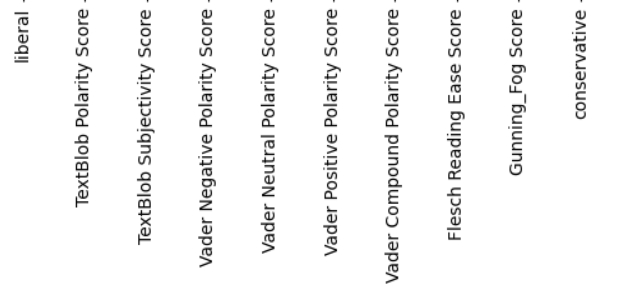 liberal
TextBlob Polarity Score
TextBlob Subjectivity Score
Vader Negative Polarity Score
Vader Neutral Polarity Score
Vader Positive Polarity Score
Vader Compound Polarity Score
Flesch Reading Ease Score
Gunning_Fog Score
conservative